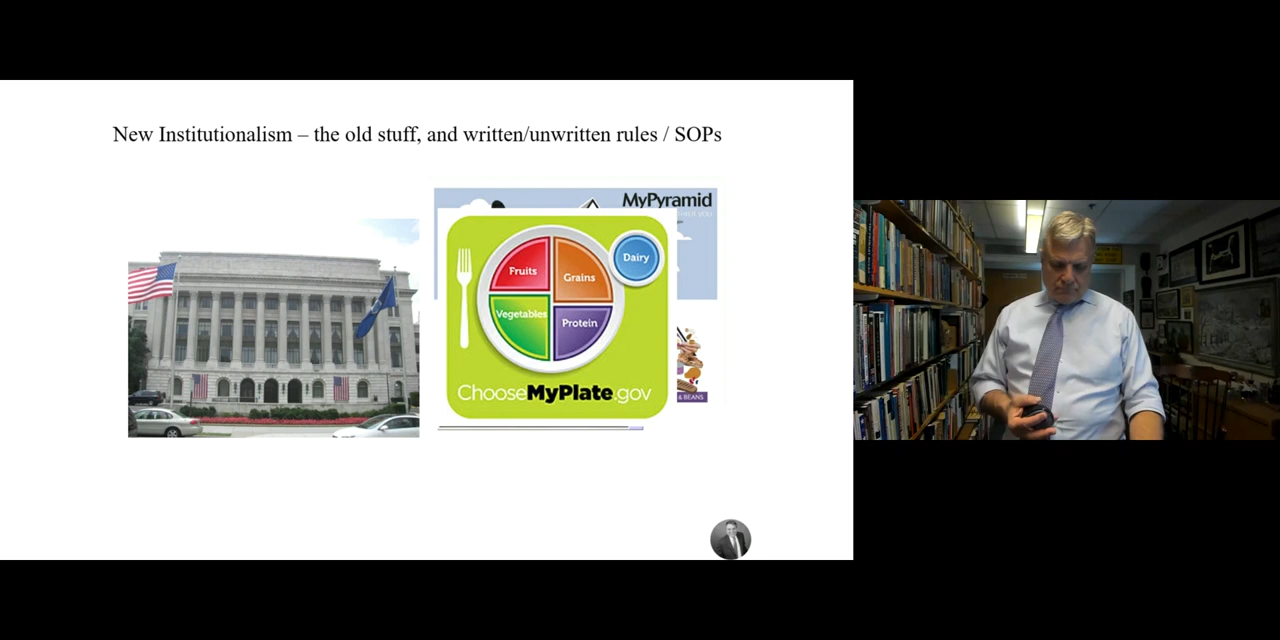 New Institutionalism – the old stuff, and written/unwritten rules / SOPs
MyPyramid
Fruits
Grains
Dairy
Vegetables
Protein
ChooseMyPlate.gov
& BEANS